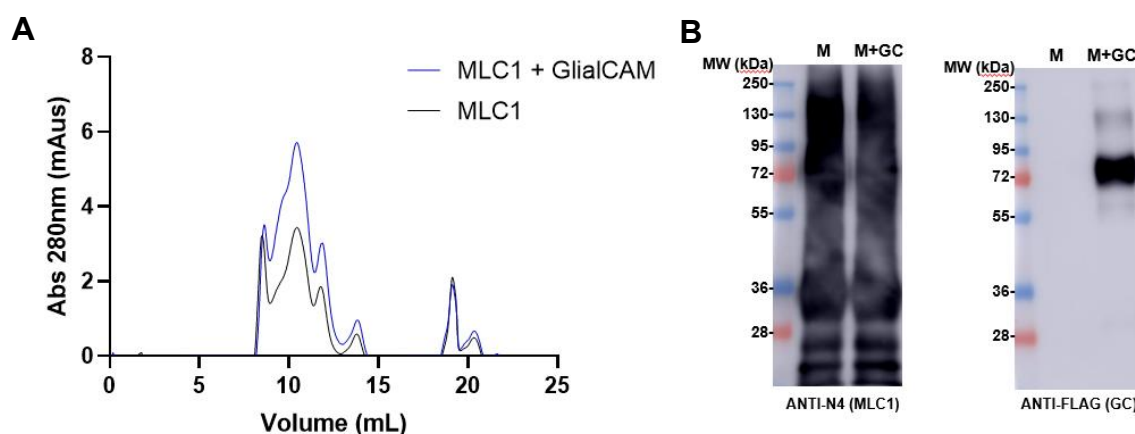 A
MLC1 + GlialCAM
MLC1
Abs 280nm (mAus)
8
6
4
2
0
0 5 10 15 20 25
Volume (mL)
B
M M+GC
MW (kDa)
250-
130-
95-
72-
55-
36-
28-
ANTI-N4 (MLC1)
M M+GC
MW (kDa)
250-
130-
95-
72-
55-
36-
28-
ANTI-FLAG (GC)